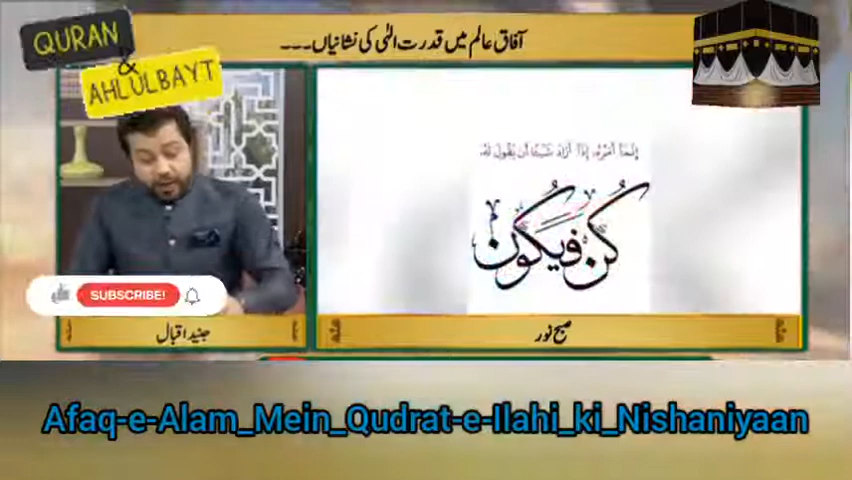 QURAN
&
AHLULBAYT
آفاق عالم میں قدرت الٰہی کی نشانیاں۔۔۔
إِنَّمَا أَمْرُهُ إِذَا أَرَادَ شَيْئًا أَنْ يَقُولَ لَهُ
كُنْ فَيَكُونُ
SUBSCRIBE!
جنید اقبال
صبح نور
Afaq-e-Alam_Mein_Qudrat-e-Ilahi_ki_Nishaniyaan